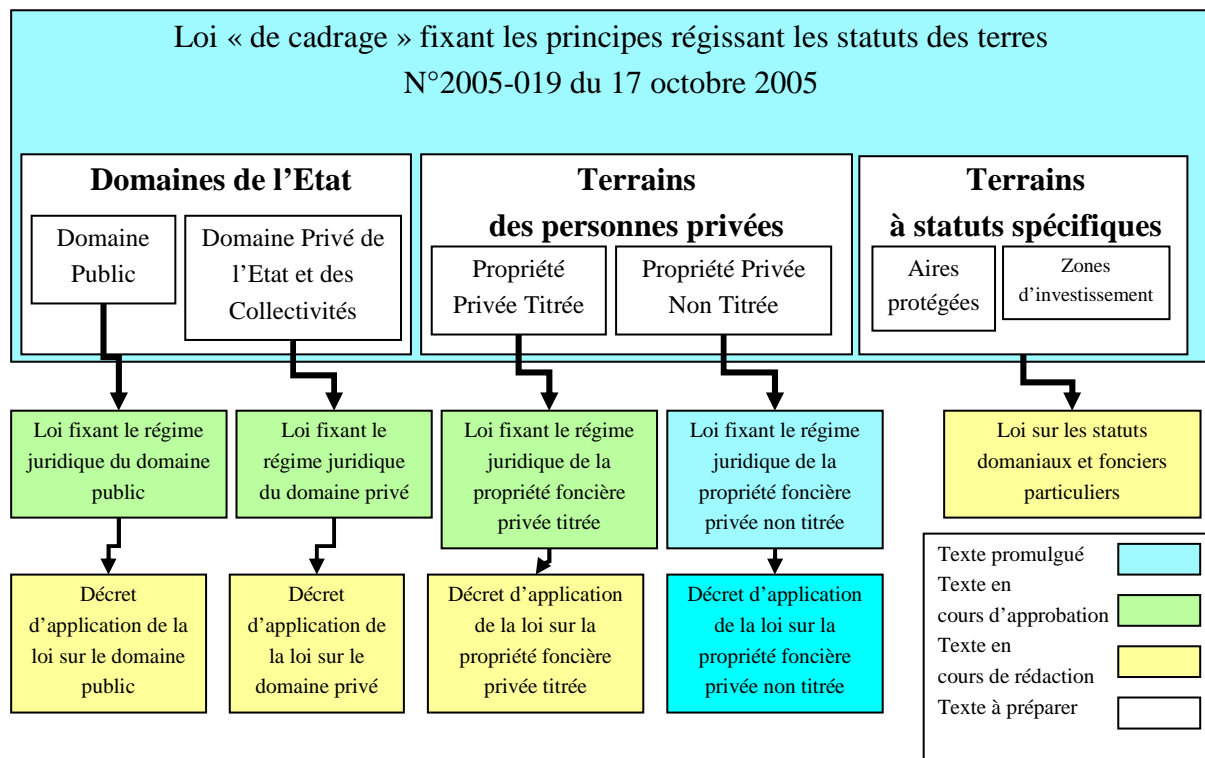 Loi « de cadrage » fixant les principes régissant les statuts des terres
N°2005-019 du 17 octobre 2005
Domaines de l'Etat
Domaine
Public
Domaine Privé de
l'Etat et des
Collectivités
Terrains
des personnes privées
Propriété
Privée Titrée
Propriété Privée
Non Titrée
Terrains
à statuts spécifiques
Aires
protégées
Zones
d'investissement
Loi fixant le régime
juridique du domaine
public
Loi fixant le
régime juridique
du domaine privé
Loi fixant le régime
juridique de la
propriété foncière
privée titrée
Loi fixant le régime
juridique de la
propriété foncière
privée non titrée
Loi sur les statuts
domaniaux et fonciers
particuliers
Décret
d'application de la
loi sur le domaine
public
Décret
d'application de
la loi sur le
domaine privé
Décret d'application
de la loi sur la
propriété foncière
privée titrée
Décret d'application
de la loi sur la
propriété foncière
privée non titrée
Texte promulgué
Texte en
cours d'approbation
Texte en
cours de rédaction
Texte à préparer